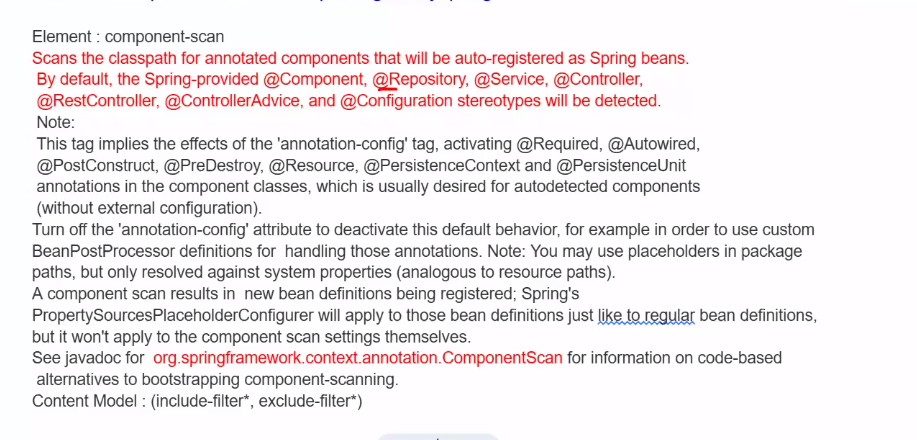 Element : component-scan
Scans the classpath for annotated components that will be auto-registered as Spring beans.
By default, the Spring-provided @Component, @Repository, @Service, @Controller,
@RestController, @ControllerAdvice, and @Configuration stereotypes will be detected.
Note:
This tag implies the effects of the 'annotation-config' tag, activating @Required, @Autowired,
@PostConstruct, @PreDestroy, @Resource, @PersistenceContext and @PersistenceUnit
annotations in the component classes, which is usually desired for autodetected components
(without external configuration).
Turn off the 'annotation-config' attribute to deactivate this default behavior, for example in order to use custom
BeanPostProcessor definitions for handling those annotations. Note: You may use placeholders in package
paths, but only resolved against system properties (analogous to resource paths).
A component scan results in new bean definitions being registered; Spring's
PropertySourcesPlaceholderConfigurer will apply to those bean definitions just like to regular bean definitions,
but it won't apply to the component scan settings themselves.
See javadoc for org.springframework.context.annotation.ComponentScan for information on code-based
alternatives to bootstrapping component-scanning.
Content Model : (include-filter*, exclude-filter*)